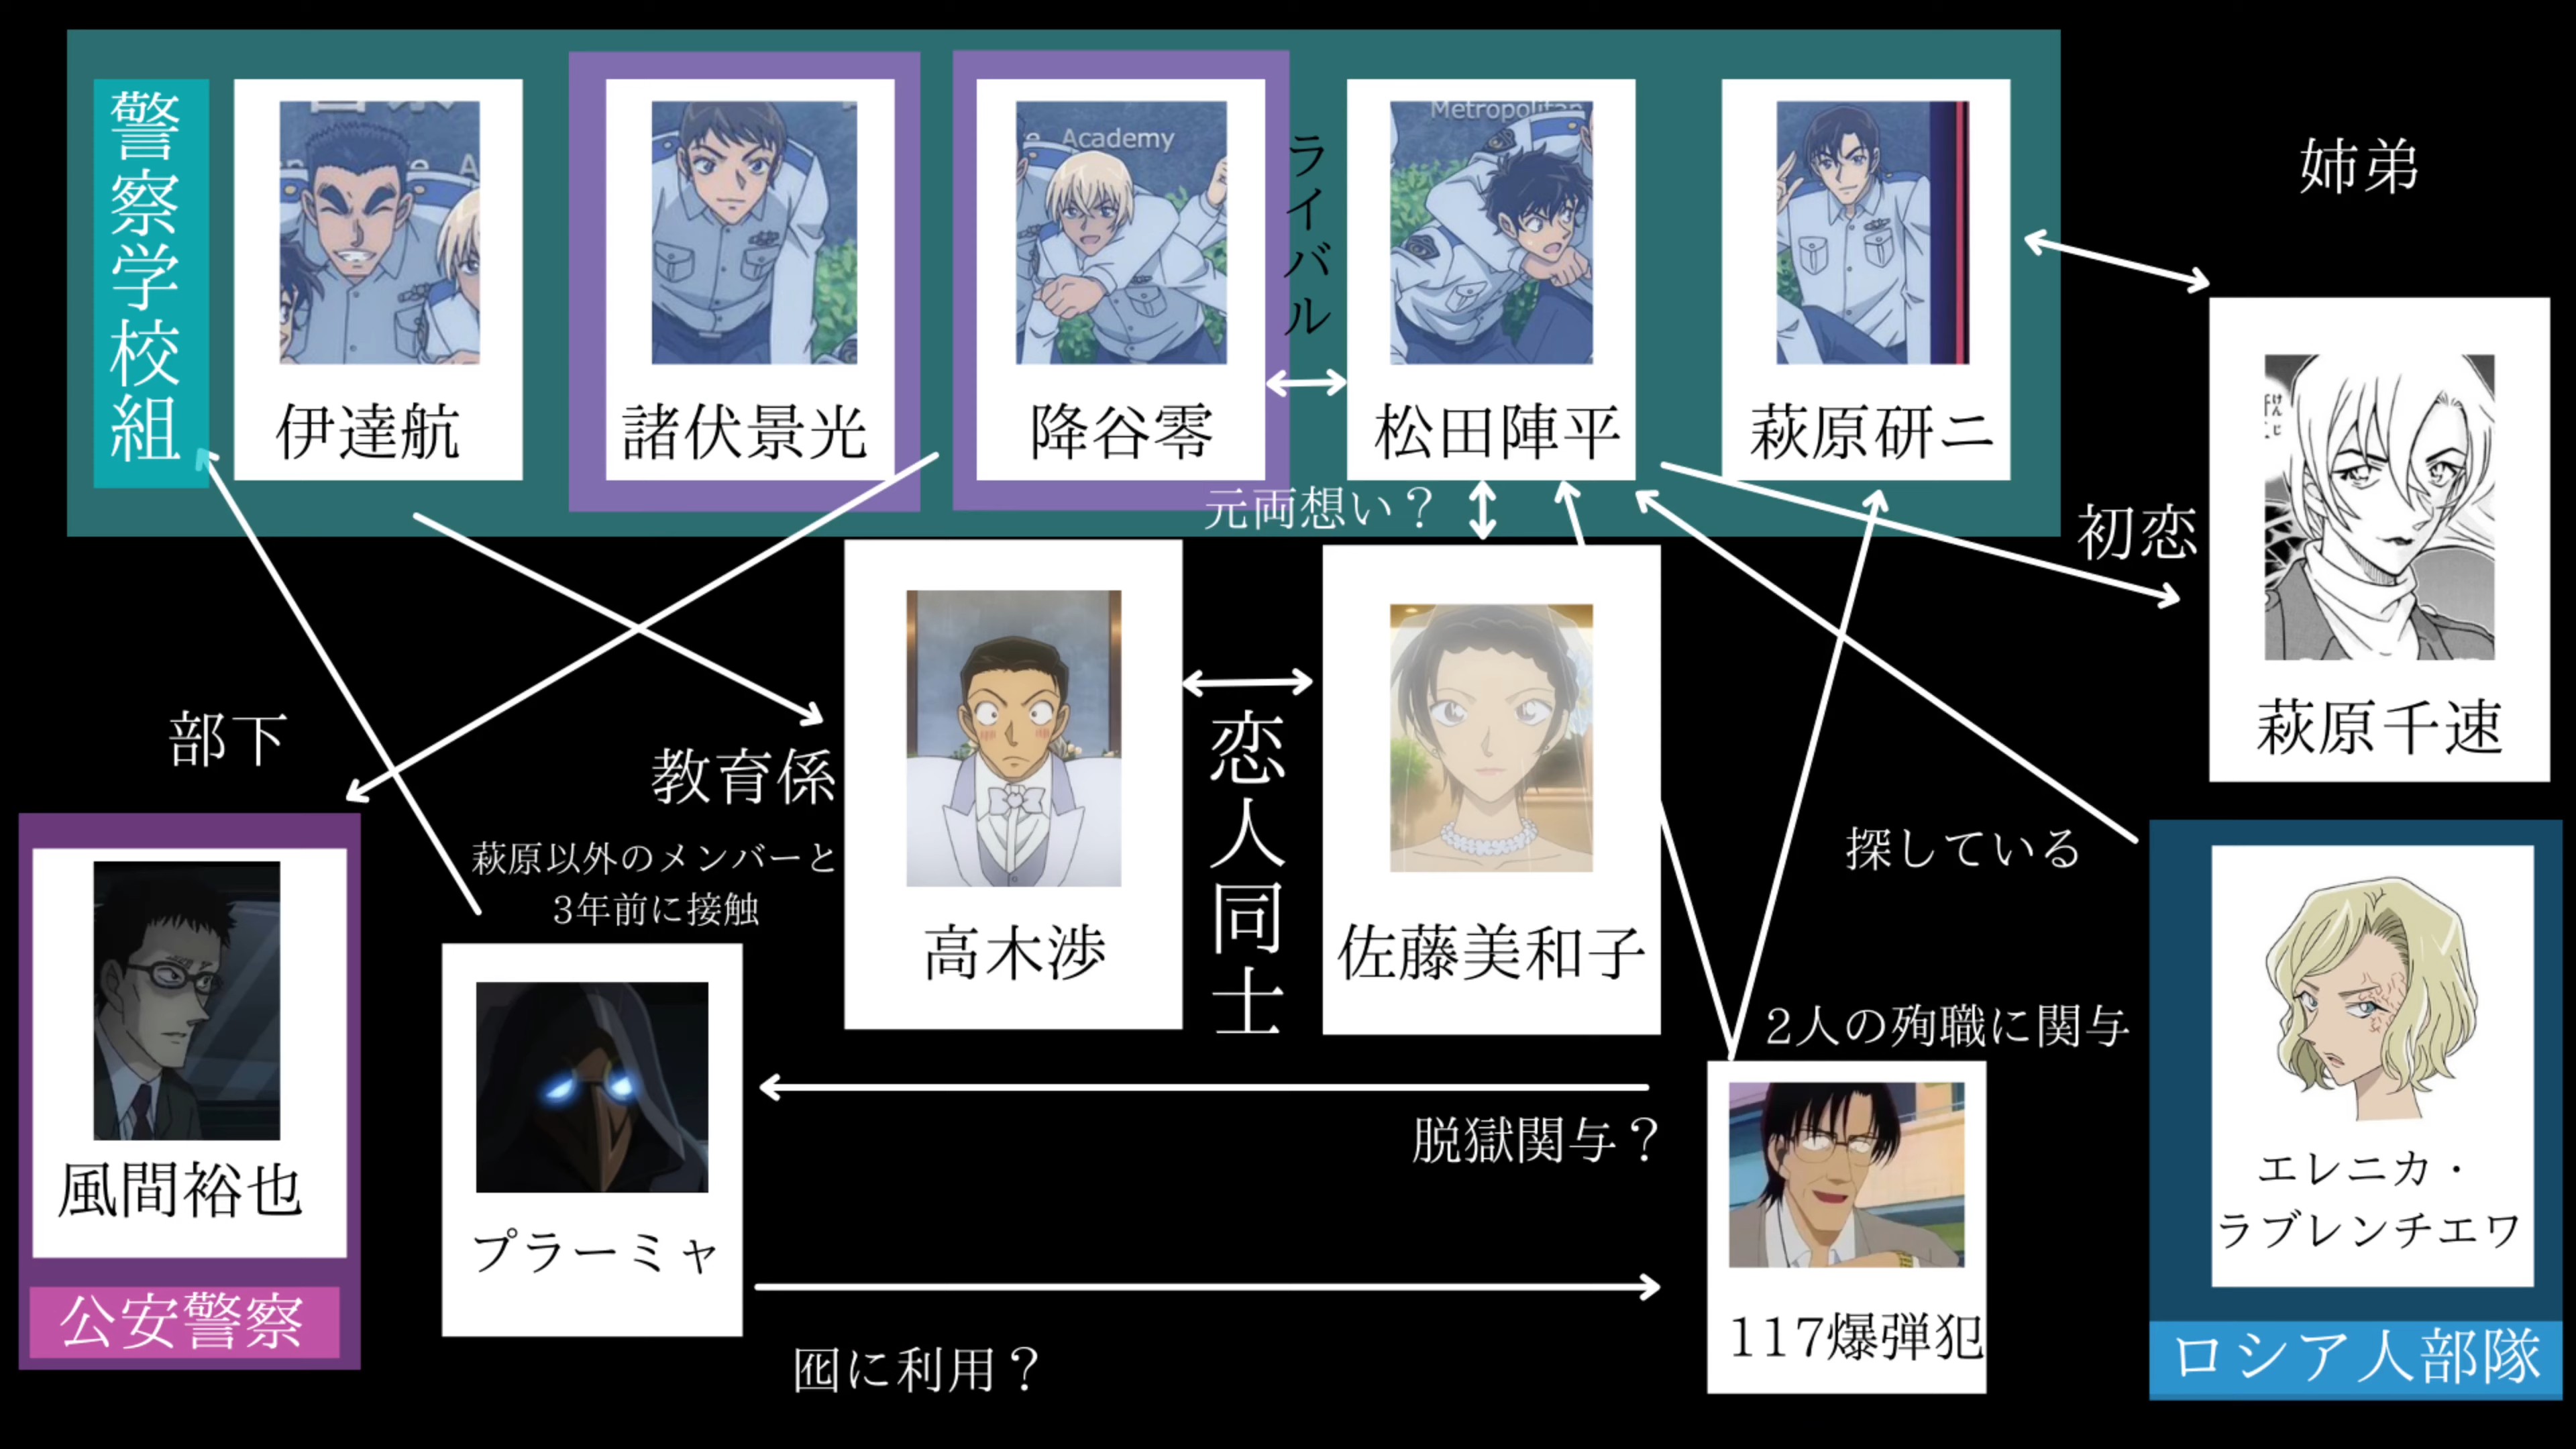 警察学校組
Academy
Metropolitan
ライバル
伊達航
諸伏景光
降谷零
松田陣平
萩原研ニ
姉弟
けんじ
元両想い？
初恋
萩原千速
部下
教育係
恋人同士
探している
萩原以外のメンバーと
3年前に接触
高木渉
佐藤美和子
2人の殉職に関与
脱獄関与？
風間裕也
公安警察
プラーミャ
囮に利用？
117爆弾犯
エレニカ・
ラブレンチエワ
ロシア人部隊